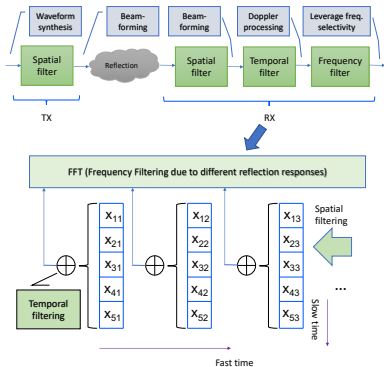 Waveform
synthesis
Beam-
forming
Beam-
forming
Doppler
processing
Leverage freq.
selectivity
Spatial
filter
Reflection
Spatial
filter
Temporal
filter
Frequency
filter
TX
RX
FFT (Frequency Filtering due to different reflection responses)
x11
x21
x31
x41
x51
x12
x22
x32
x42
x52
x13
x23
x33
x43
x53
Spatial
filtering
...
Temporal
filtering
Slow time
Fast time